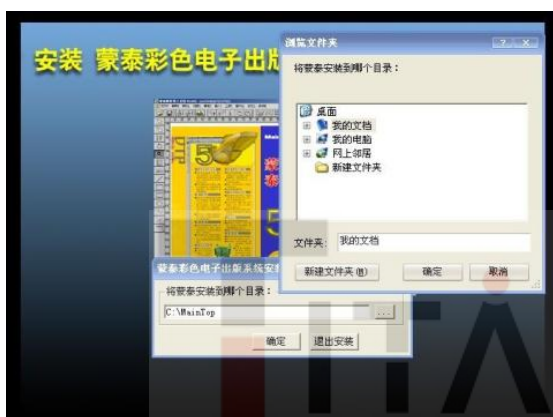 安装 蒙泰彩色电子出版
浏览文件夹
将蒙泰安装到哪个目录：
桌面
我的文档
我的电脑
网上邻居
新建文件夹
文件夹: 我的文档
新建文件夹(M) 确定 取消
蒙泰彩色电子出版系统安
将蒙泰安装到哪个目录：
C:\MainTop
...
确定 退出安装
TITA